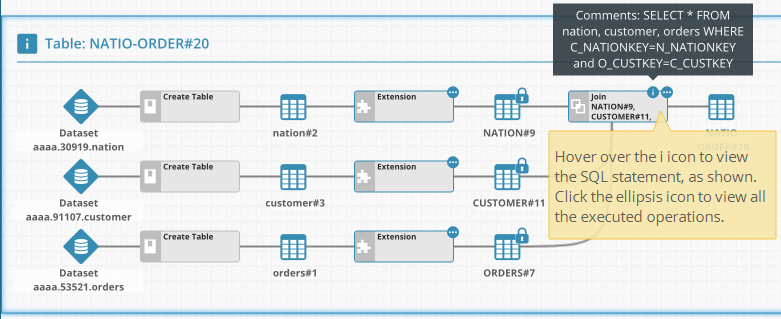 Comments: SELECT * FROM
nation, customer, orders WHERE
C_NATIONKEY=N_NATIONKEY
and O_CUSTKEY=C_CUSTKEY
i
Table: NATIO-ORDER#20
Create Table
Extension
Join
NATION#9,
CUSTOMER#11,
Dataset
aaaa.30919.nation
nation#2
NATION#9
NATIO-
ORDER#20
Create Table
Extension
Dataset
aaaa.91107.customer
customer#3
CUSTOMER#11
Hover over the i icon to view
the SQL statement, as shown.
Click the ellipsis icon to view all
the executed operations.
Create Table
Extension
Dataset
aaaa.53521.orders
orders#1
ORDERS#7